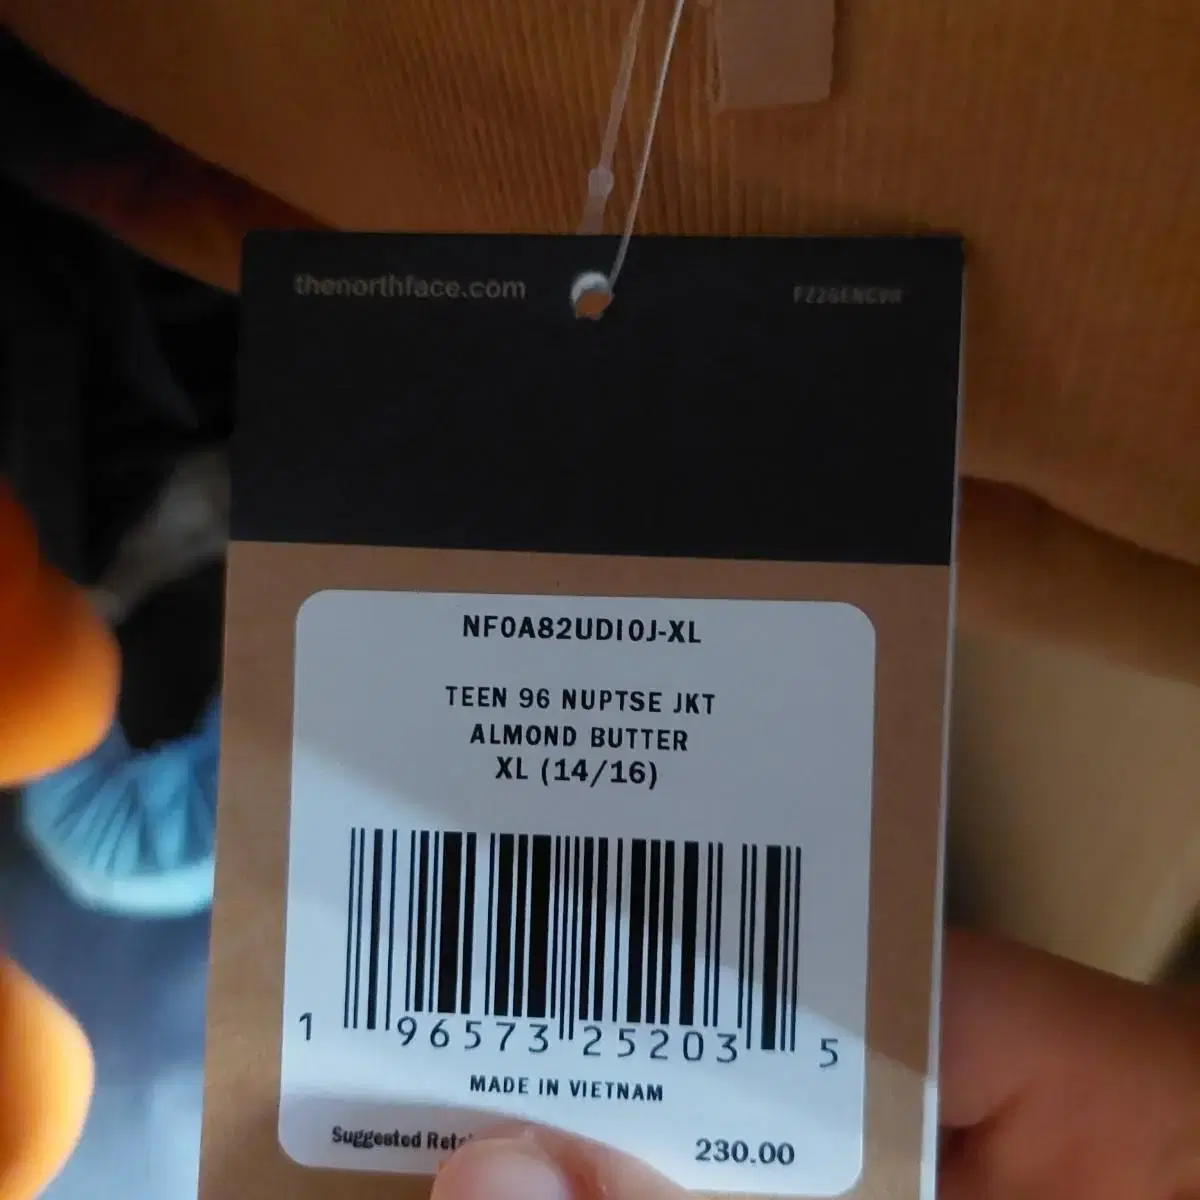 thenorthface.com
NF0A82UDI0J-XL
TEEN 96 NUPTSE JKT
ALMOND BUTTER
XL (14/16)
1 96573 25203 5
MADE IN VIETNAM
Suggested 230.00